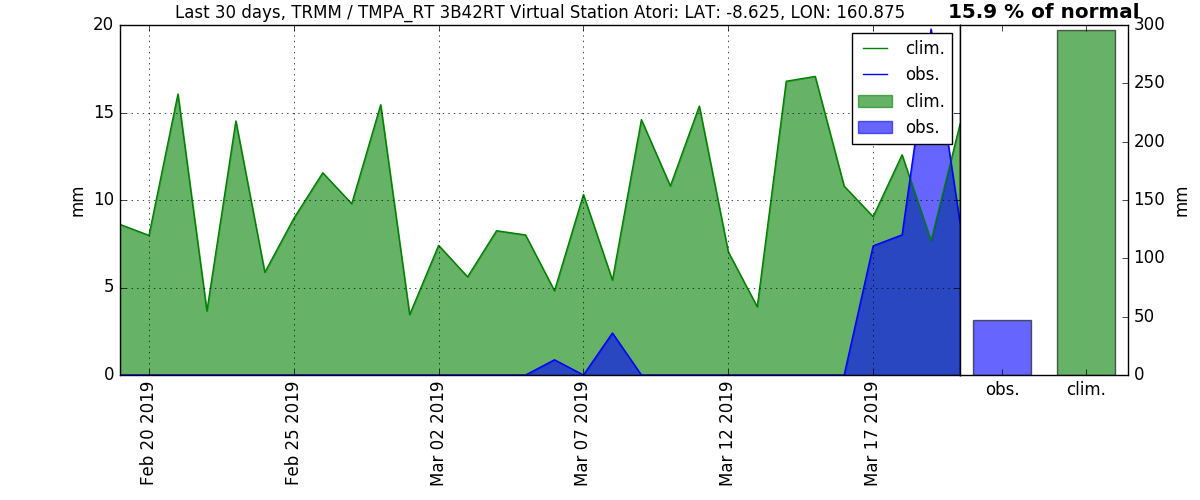 Last 30 days, TRMM / TMPA_RT 3B42RT Virtual Station Atori: LAT: -8.625, LON: 160.875
15.9 % of normal
20
15
10
5
0
mm
clim.
obs.
clim.
obs.
300
250
200
150
100
50
0
mm
obs.
clim.
Feb 20 2019
Feb 25 2019
Mar 02 2019
Mar 07 2019
Mar 12 2019
Mar 17 2019